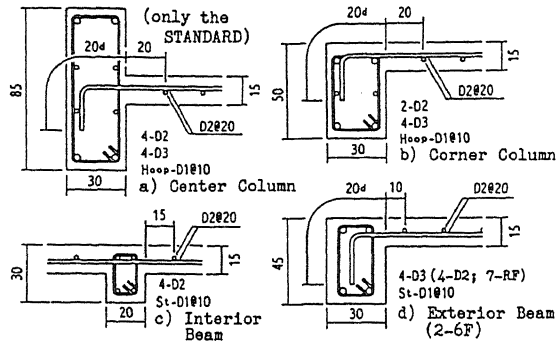 (only the
STANDARD)
20d 20
85
15
D2@20
4-D2
4-D3
Hoop-D1@10
30
a) Center Column
20d 20
50
15
D2@20
2-D2
4-D3
Hoop-D1@10
30
b) Corner Column
15 D2@20
30
15
4-D2
St-D1@10
20
c) Interior
Beam
20d 10
D2@20
45
15
4-D3(4-D2; 7-RF)
St-D1@10
30
d) Exterior Beam
(2-6F)